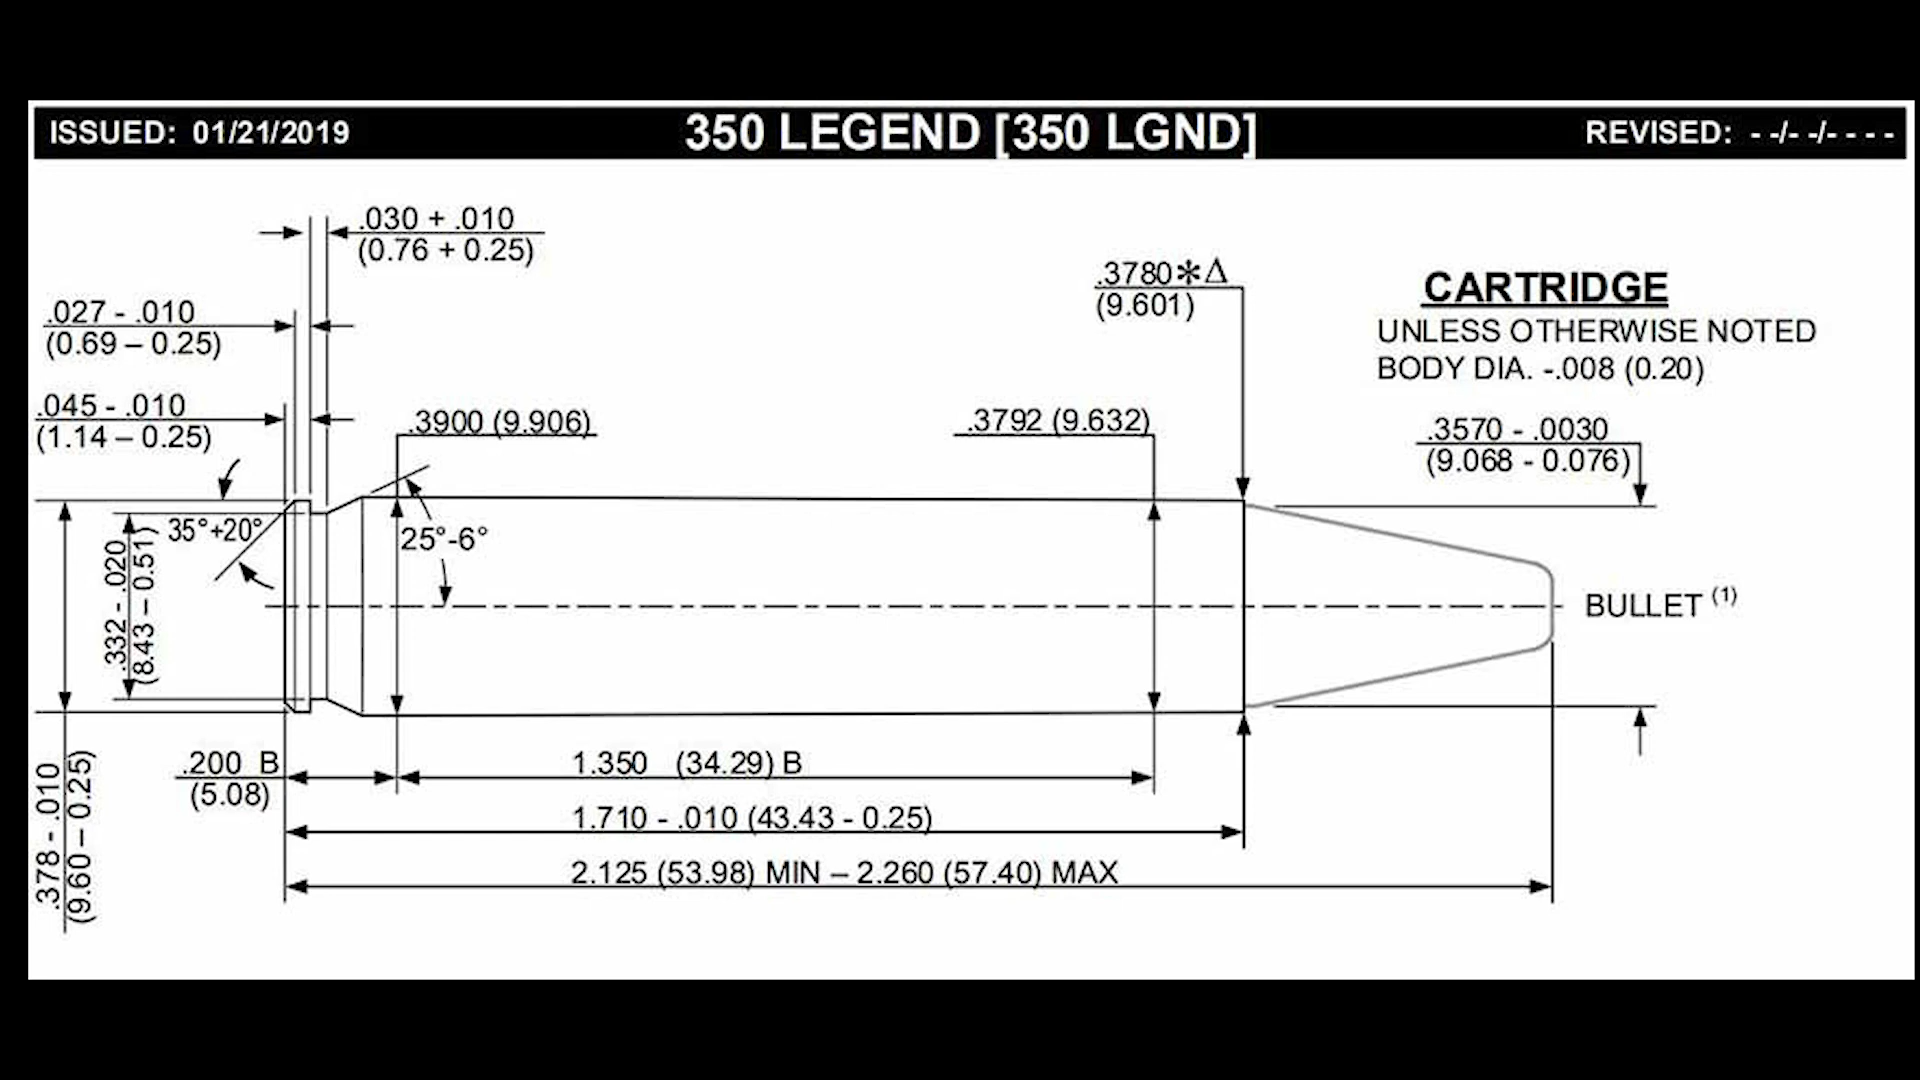 ISSUED: 01/21/2019
350 LEGEND [350 LGND]
REVISED: - -/- -/- - - -
.030 + .010
(0.76 + 0.25)
.027 - .010
(0.69 – 0.25)
.045 - .010
(1.14 – 0.25)
.3900 (9.906)
.3792 (9.632)
.3780✻Δ
(9.601)
CARTRIDGE
UNLESS OTHERWISE NOTED
BODY DIA. -.008 (0.20)
.3570 - .0030
(9.068 - 0.076)
35°+20°
25°-6°
.332 - .020
(8.43 – 0.51)
BULLET (1)
.378 - .010
(9.60 – 0.25)
.200 B
(5.08)
1.350 (34.29) B
1.710 - .010 (43.43 - 0.25)
2.125 (53.98) MIN – 2.260 (57.40) MAX